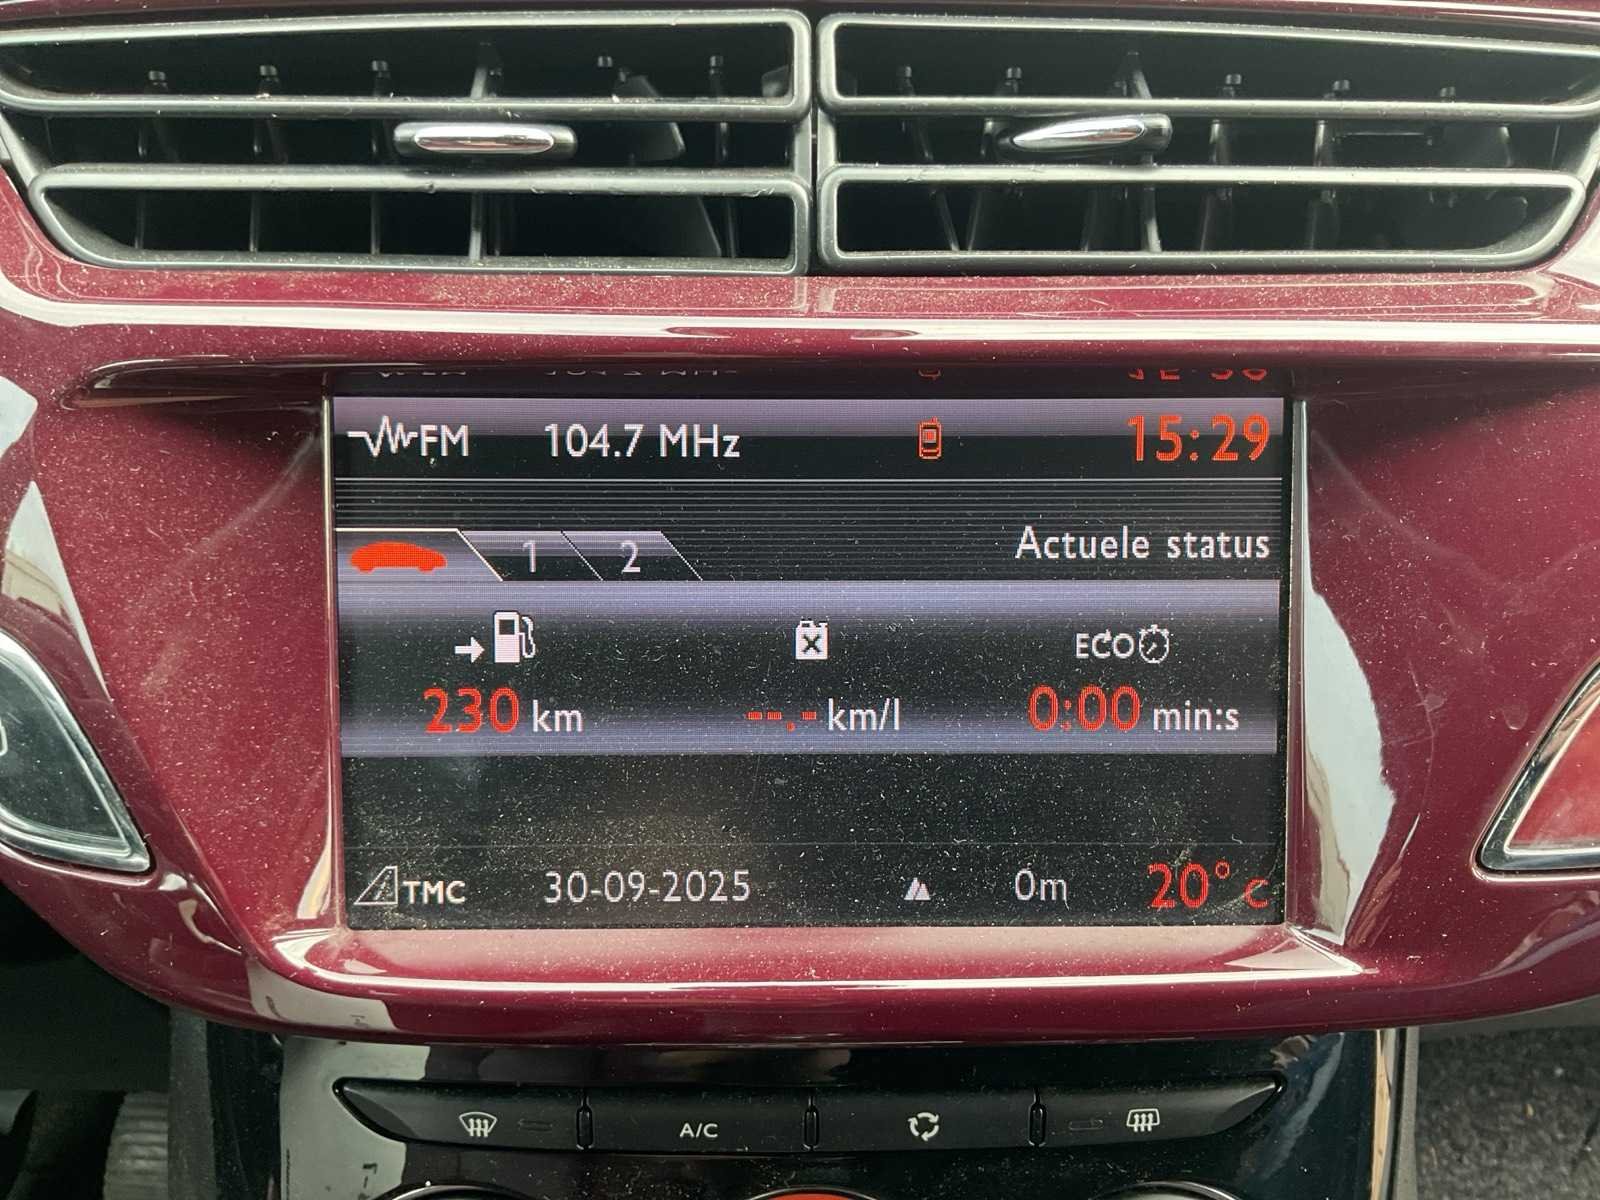 FM 104.7 MHz 15:29
Actuele status
1 2
ECO
230 km --.- km/l 0:00 min:s
TMC 30-09-2025 0m 20° C
A/C